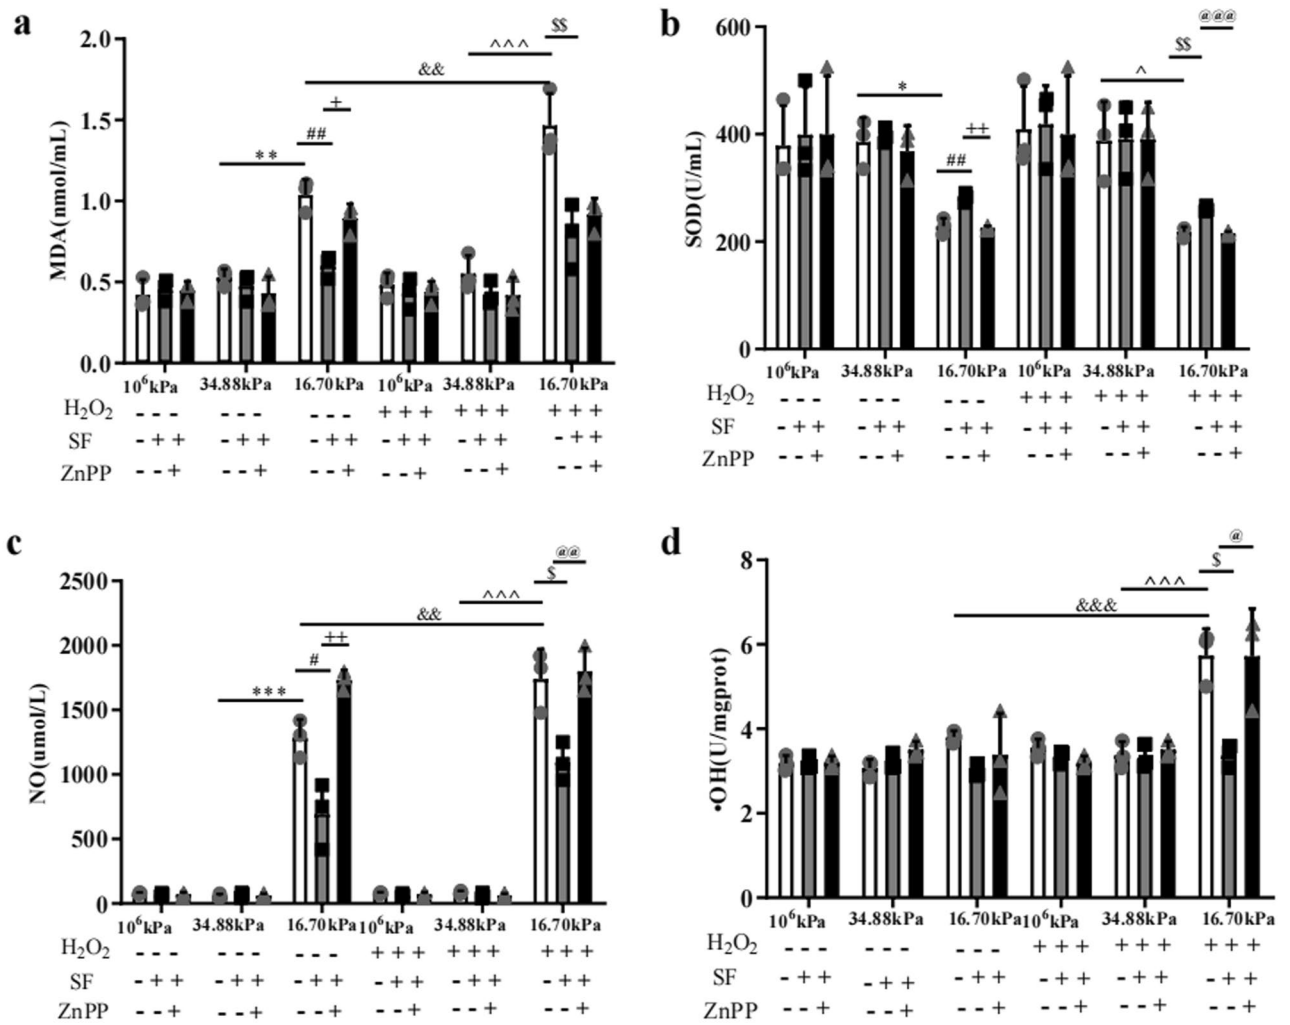 a
MDA(nmol/mL)
2.0
1.5
1.0
0.5
0.0
**
##
+
&&
^^^
$$
10⁶kPa 34.88kPa 16.70kPa 10⁶kPa 34.88kPa 16.70kPa
H₂O₂ - - - - - - - - - + + + + + + + + +
SF - + + - + + - + + - + + - + + - + +
ZnPP - - + - - + - - + - - + - - + - - +
b
SOD(U/mL)
600
400
200
0
*
##
++
^
$$
@@@
10⁶kPa 34.88kPa 16.70kPa 10⁶kPa 34.88kPa 16.70kPa
H₂O₂ - - - - - - - - - + + + + + + + + +
SF - + + - + + - + + - + + - + + - + +
ZnPP - - + - - + - - + - - + - - + - - +
c
NO(umol/L)
2500
2000
1500
1000
500
0
***
#
++
&&
^^^
$
@@
10⁶kPa 34.88kPa 16.70kPa 10⁶kPa 34.88kPa 16.70kPa
H₂O₂ - - - - - - - - - + + + + + + + + +
SF - + + - + + - + + - + + - + + - + +
ZnPP - - + - - + - - + - - + - - + - - +
d
•OH(U/mgprot)
8
6
4
2
0
&&&
^^^
$
@
10⁶kPa 34.88kPa 16.70kPa 10⁶kPa 34.88kPa 16.70kPa
H₂O₂ - - - - - - - - - + + + + + + + + +
SF - + + - + + - + + - + + - + + - + +
ZnPP - - + - - + - - + - - + - - + - - +